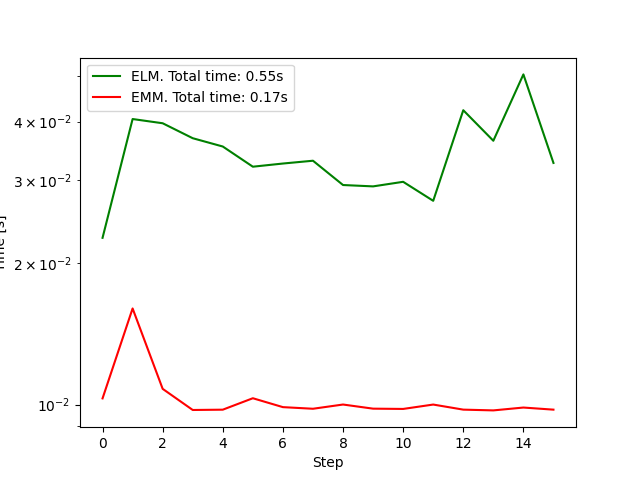 ELM. Total time: 0.55s
EMM. Total time: 0.17s
4 × 10⁻²
3 × 10⁻²
2 × 10⁻²
10⁻²
[s]
0 2 4 6 8 10 12 14
Step